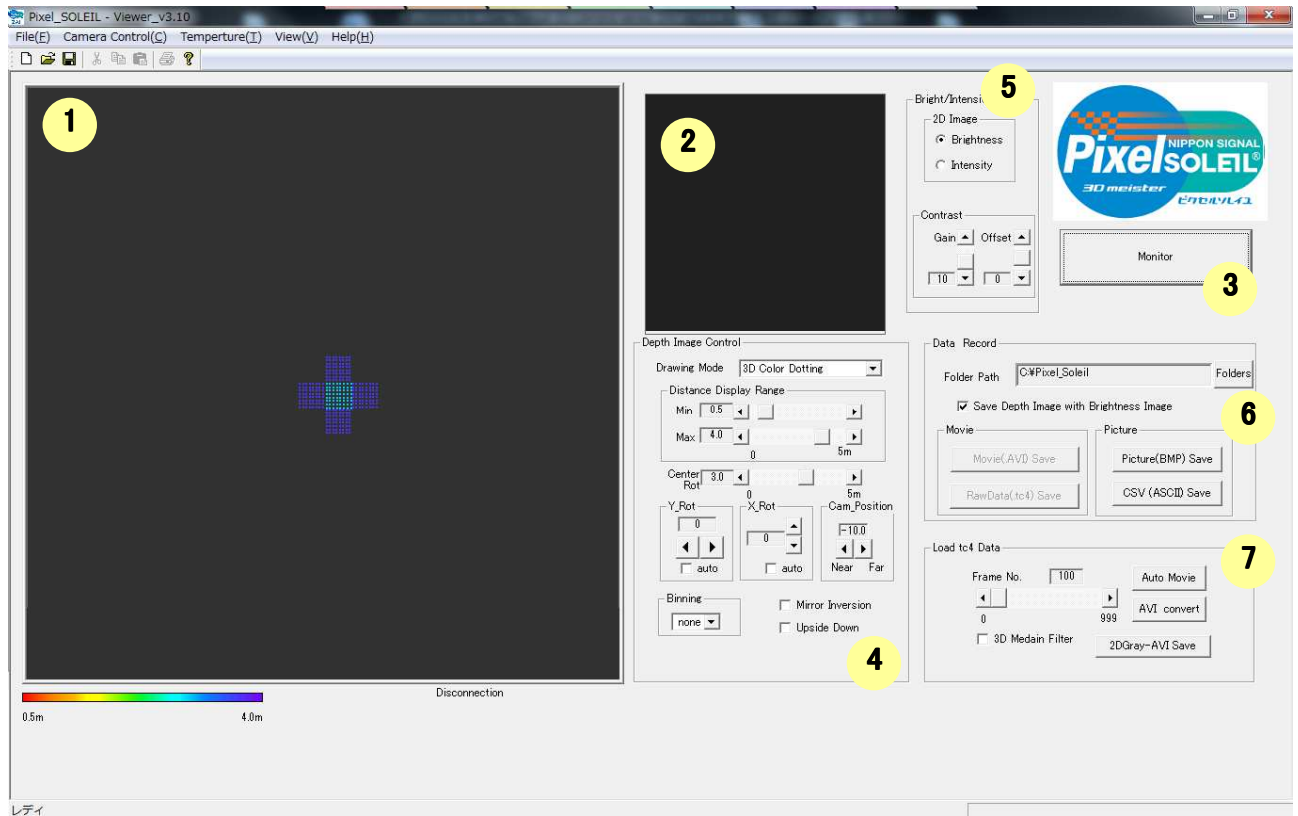 Pixel_SOLEIL - Viewer_v3.10
File(F) Camera Control(C) Temperture(T) View(V) Help(H)
1
2
5
Bright/Intensi
2D Image
Brightness
Intensity
Contrast
Gain Offset
10 0
Pixel SOLEIL®
NIPPON SIGNAL
3D meister
ピクセルソレイユ
Monitor
3
Depth Image Control
Drawing Mode 3D Color Dotting
Distance Display Range
Min 0.5
Max 4.0
0 5m
Center Rot 3.0
0 5m
Y_Rot X_Rot Cam_Position
0 0 -10.0
auto auto Near Far
Binning
none
Mirror Inversion
Upside Down
4
Data Record
Folder Path C:¥Pixel_Soleil Folders
Save Depth Image with Brightness Image
6
Movie Picture
Movie(.AVI) Save Picture(BMP) Save
RawData(.tc4) Save CSV (ASCII) Save
Load tc4 Data
7
Frame No. 100 Auto Movie
0 999 AVI convert
3D Medain Filter 2DGray-AVI Save
Disconnection
0.5m 4.0m
レディ